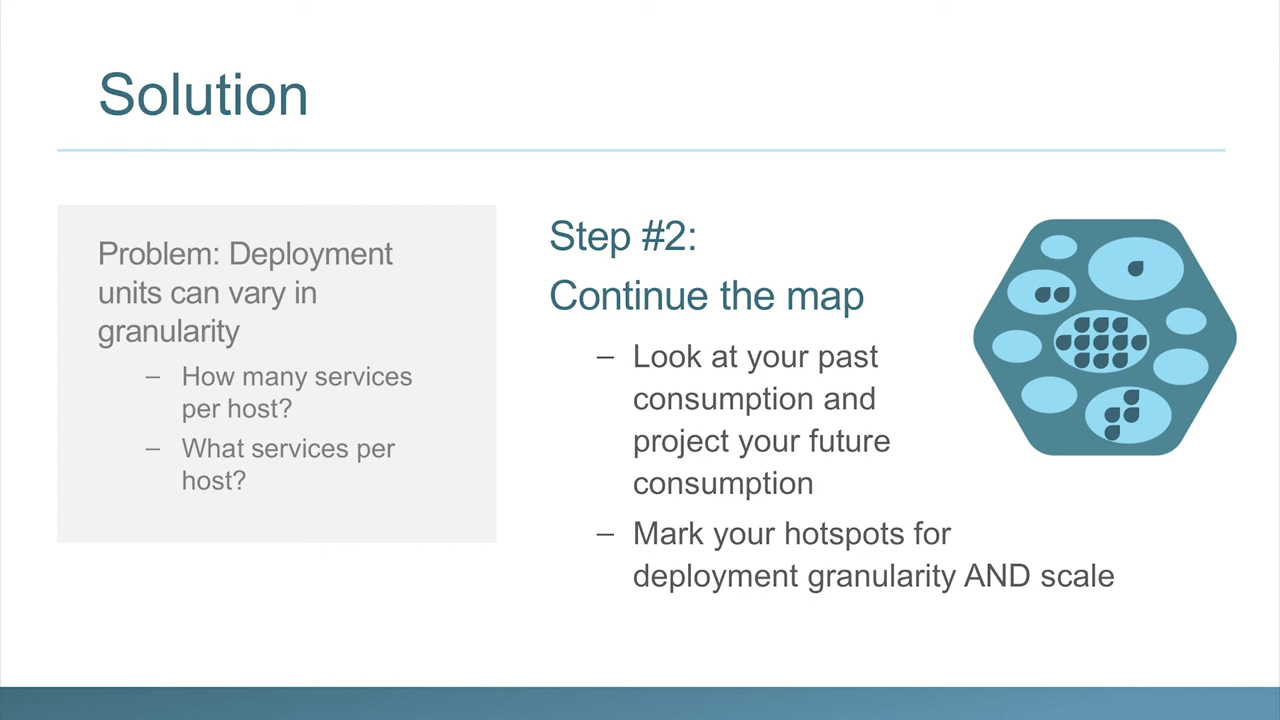 Solution
Problem: Deployment
units can vary in
granularity
– How many services
per host?
– What services per
host?
Step #2:
Continue the map
– Look at your past
consumption and
project your future
consumption
– Mark your hotspots for
deployment granularity AND scale